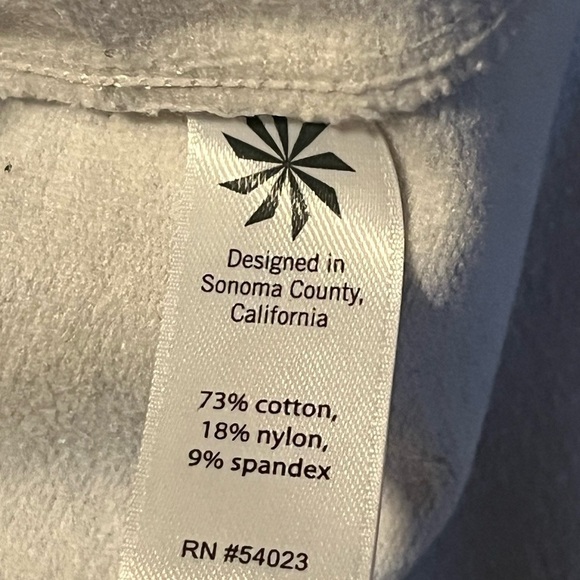 Designed in
Sonoma County,
California
73% cotton,
18% nylon,
9% spandex
RN #54023